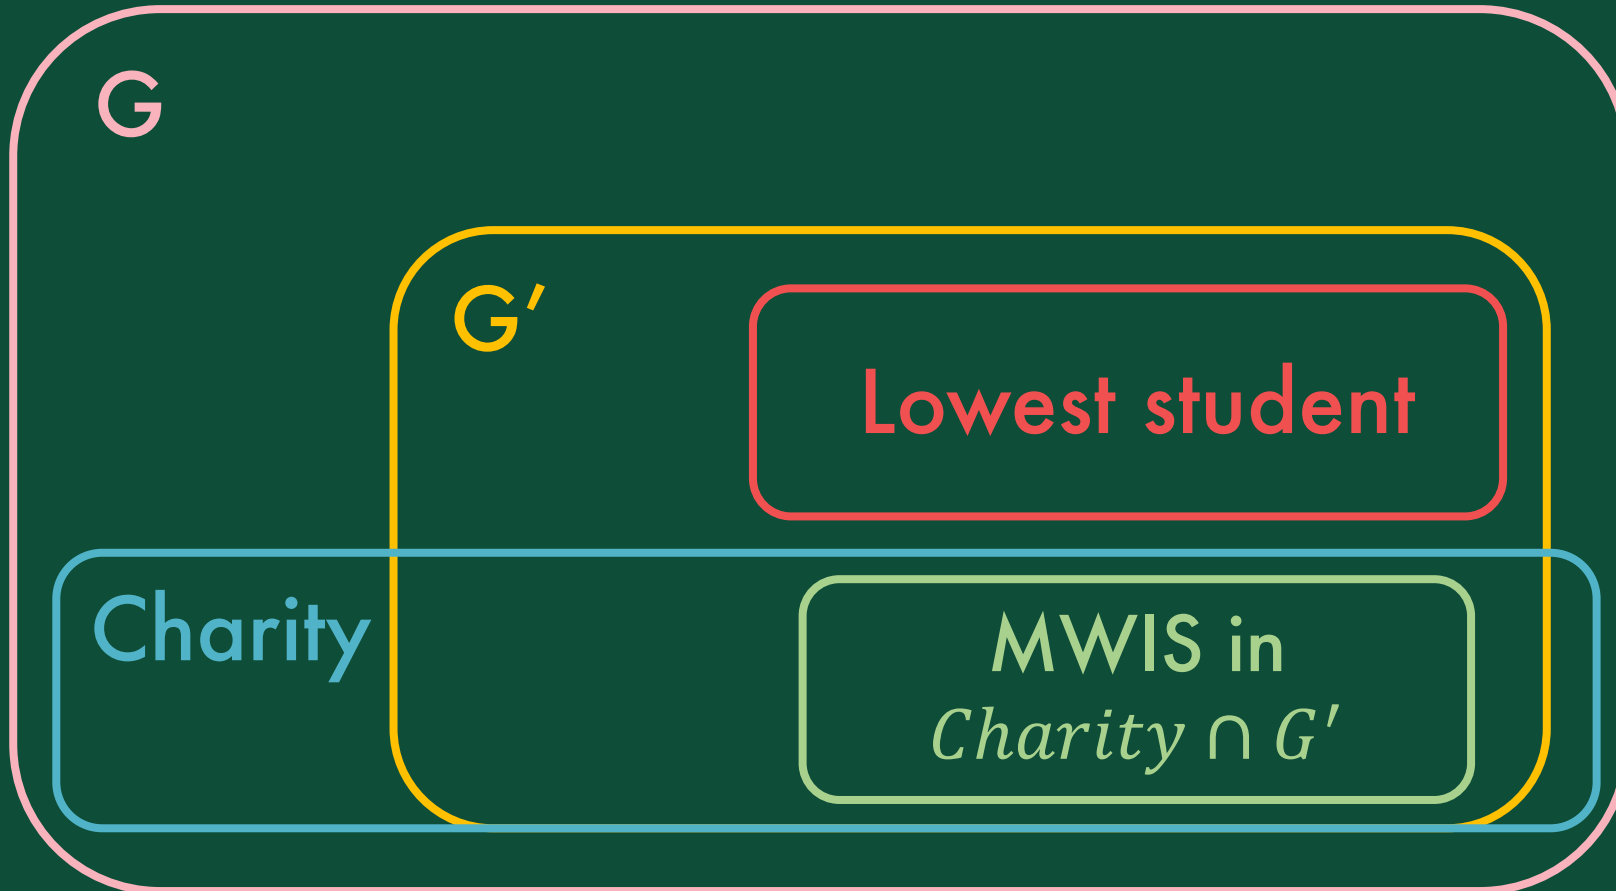 G
G′
Lowest student
Charity
MWIS in
Charity ∩ G′